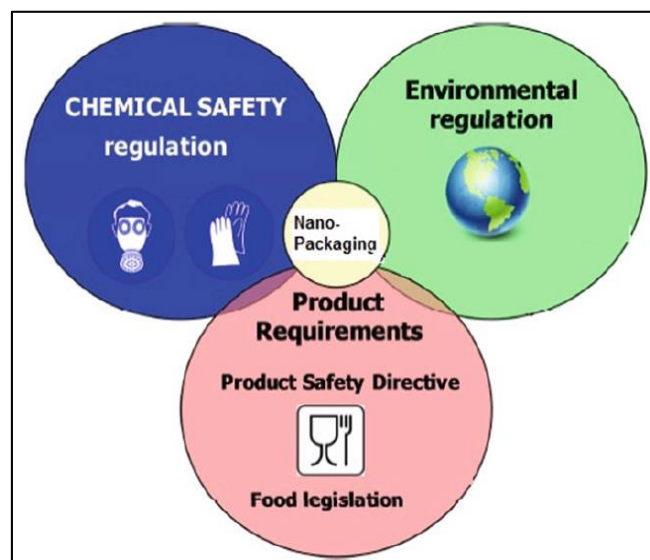 CHEMICAL SAFETY
regulation
Environmental
regulation
Nano-
Packaging
Product
Requirements
Product Safety Directive
Food legislation